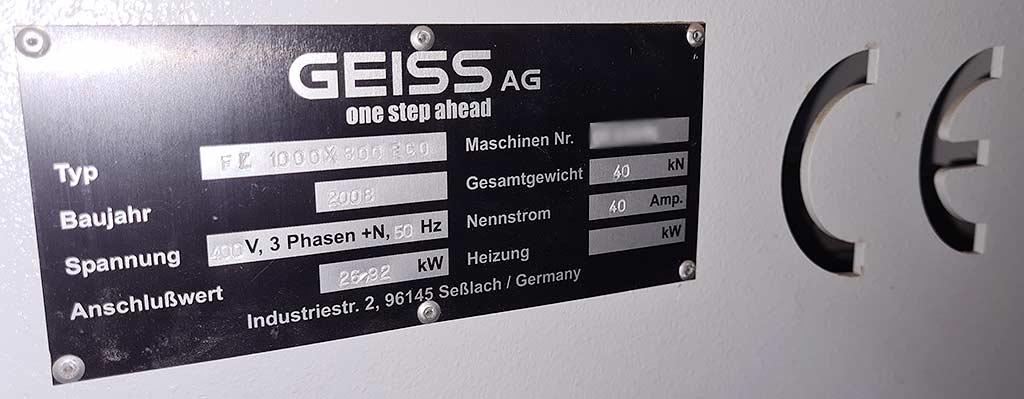 GEISS AG
one step ahead
Typ FZ 1000X800 ECO
Baujahr 2008
Spannung 400 V, 3 Phasen +N, 50 Hz
Anschlußwert 26,92 kW
Maschinen Nr.
Gesamtgewicht 40 kN
Nennstrom 40 Amp.
Heizung kW
Industriestr. 2, 96145 Seßlach / Germany
CE